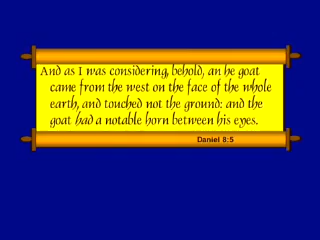 And as I was considering, behold, an he goat
came from the west on the face of the whole
earth, and touched not the ground: and the
goat had a notable horn between his eyes.
Daniel 8:5